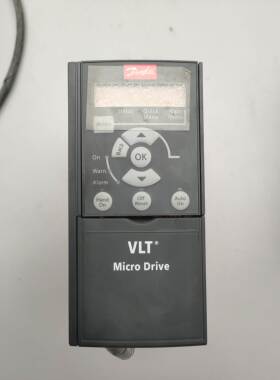 Danfoss
Status
Quick
Menu
Main
Menu
Menu
Back
OK
On
Warn
Alarm
Hand
On
Off
Reset
Auto
On
VLT®
Micro Drive